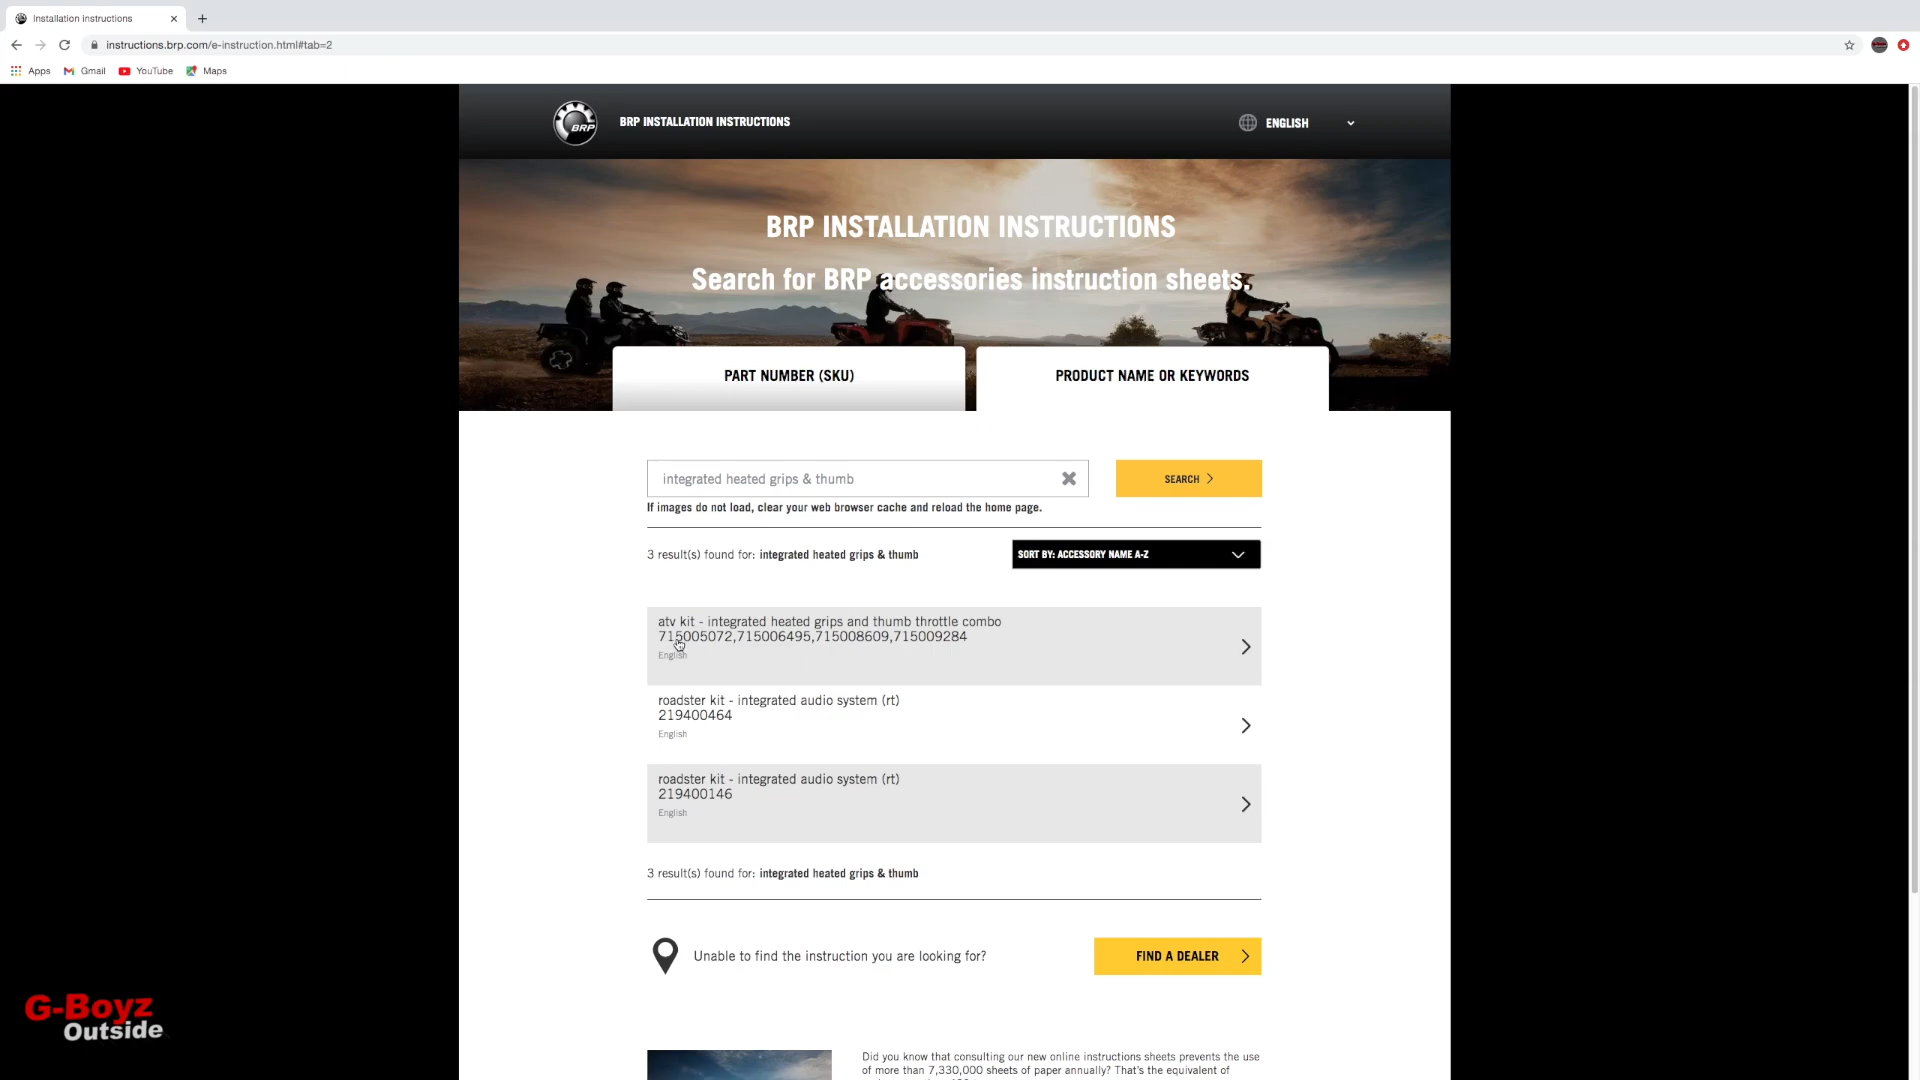 Installation instructions
instructions.brp.com/e-instruction.html#tab=2
Apps Gmail YouTube Maps
BRP
BRP INSTALLATION INSTRUCTIONS
ENGLISH
BRP INSTALLATION INSTRUCTIONS
Search for BRP accessories instruction sheets.
PART NUMBER (SKU)
PRODUCT NAME OR KEYWORDS
integrated heated grips & thumb
SEARCH
If images do not load, clear your web browser cache and reload the home page.
3 result(s) found for: integrated heated grips & thumb
SORT BY: ACCESSORY NAME A-Z
atv kit - integrated heated grips and thumb throttle combo
715005072,715006495,715008609,715009284
English
roadster kit - integrated audio system (rt)
219400464
English
roadster kit - integrated audio system (rt)
219400146
English
3 result(s) found for: integrated heated grips & thumb
Unable to find the instruction you are looking for?
FIND A DEALER
G-Boyz
Outside
Did you know that consulting our new online instructions sheets prevents the use
of more than 7,330,000 sheets of paper annually? That's the equivalent of